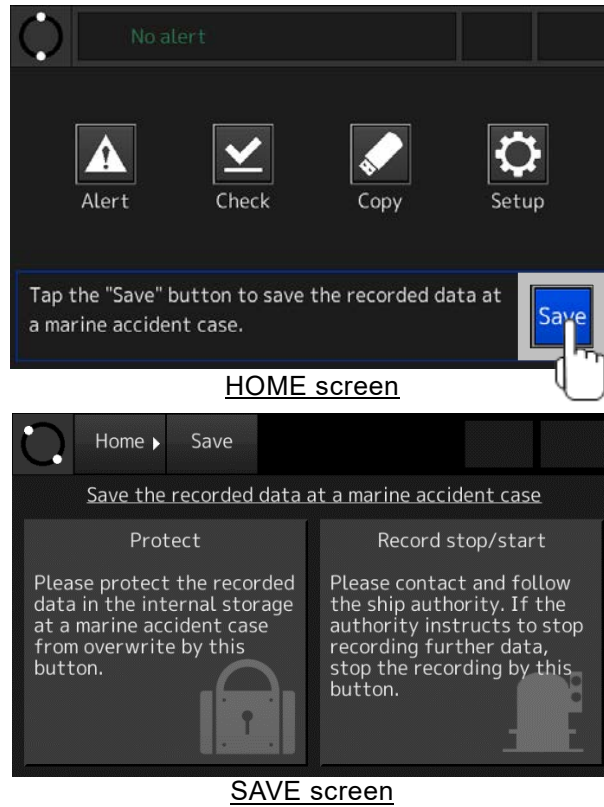 No alert
Alert Check Copy Setup
Tap the "Save" button to save the recorded data at
a marine accident case.
Save
HOME screen
Home Save
Save the recorded data at a marine accident case
Protect
Please protect the recorded
data in the internal storage
at a marine accident case
from overwrite by this
button.
Record stop/start
Please contact and follow
the ship authority. If the
authority instructs to stop
recording further data,
stop the recording by this
button.
SAVE screen